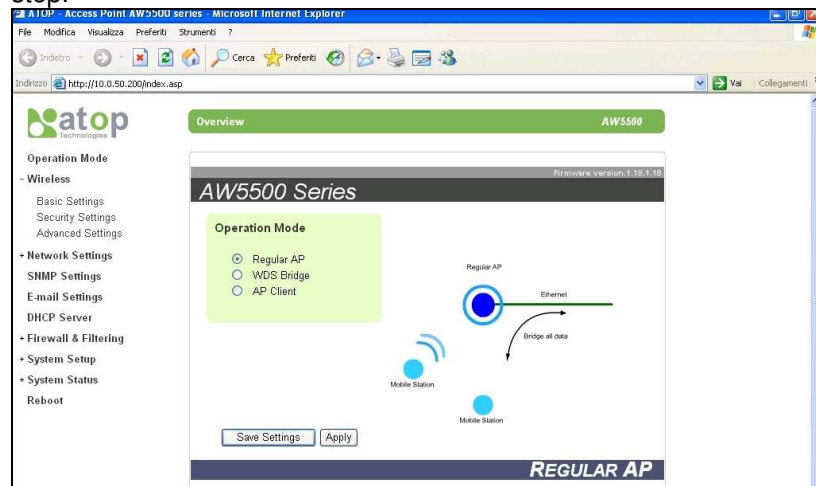 stop.
ATOP - Access Point AW5500 series - Microsoft Internet Explorer
File Modifica Visualizza Preferiti Strumenti ?
Indietro Cerca Preferiti
Indirizzo http://10.0.50.200/index.asp Vai Collegamenti
atop
Technologies
Overview AW5500
Operation Mode
- Wireless
Basic Settings
Security Settings
Advanced Settings
+ Network Settings
SNMP Settings
E-mail Settings
DHCP Server
+ Firewall & Filtering
+ System Setup
+ System Status
Reboot
Firmware version.1.18.1.18
AW5500 Series
Operation Mode
Regular AP
WDS Bridge
AP Client
Regular AP
Ethernet
Bridge all data
Mobile Station
Mobile Station
Save Settings Apply
REGULAR AP